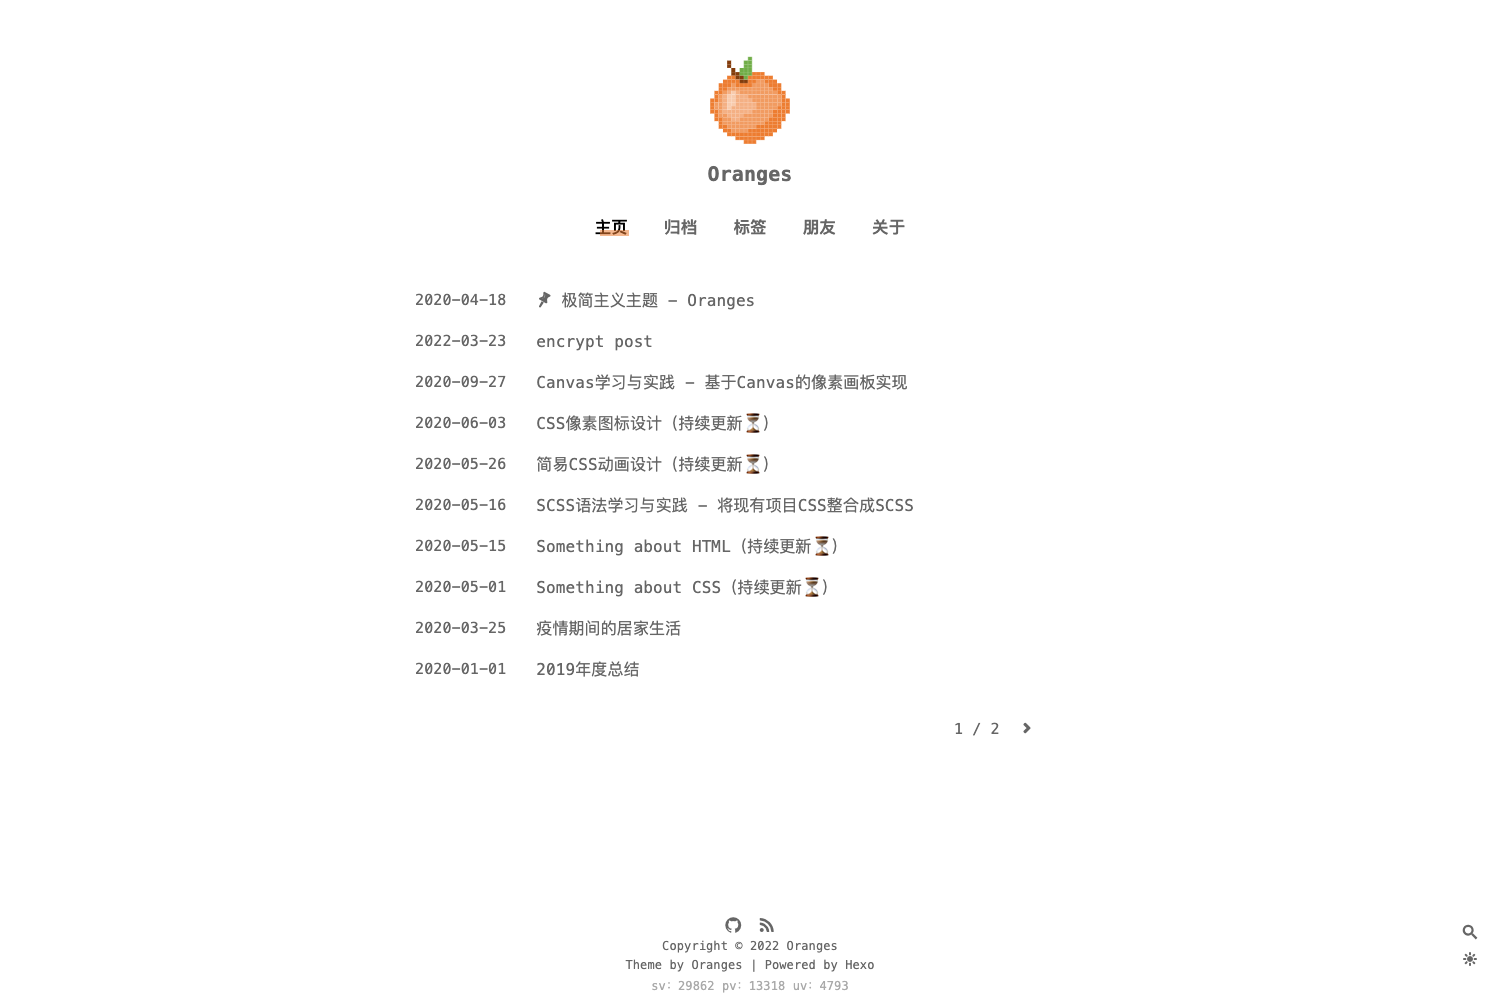 Oranges
主页 归档 标签 朋友 关于
2020-04-18 极简主义主题 - Oranges
2022-03-23 encrypt post
2020-09-27 Canvas学习与实践 - 基于Canvas的像素画板实现
2020-06-03 CSS像素图标设计（持续更新⏳）
2020-05-26 简易CSS动画设计（持续更新⏳）
2020-05-16 SCSS语法学习与实践 - 将现有项目CSS整合成SCSS
2020-05-15 Something about HTML（持续更新⏳）
2020-05-01 Something about CSS（持续更新⏳）
2020-03-25 疫情期间的居家生活
2020-01-01 2019年度总结
1 / 2
Copyright © 2022 Oranges
Theme by Oranges | Powered by Hexo
sv: 29862 pv: 13318 uv: 4793